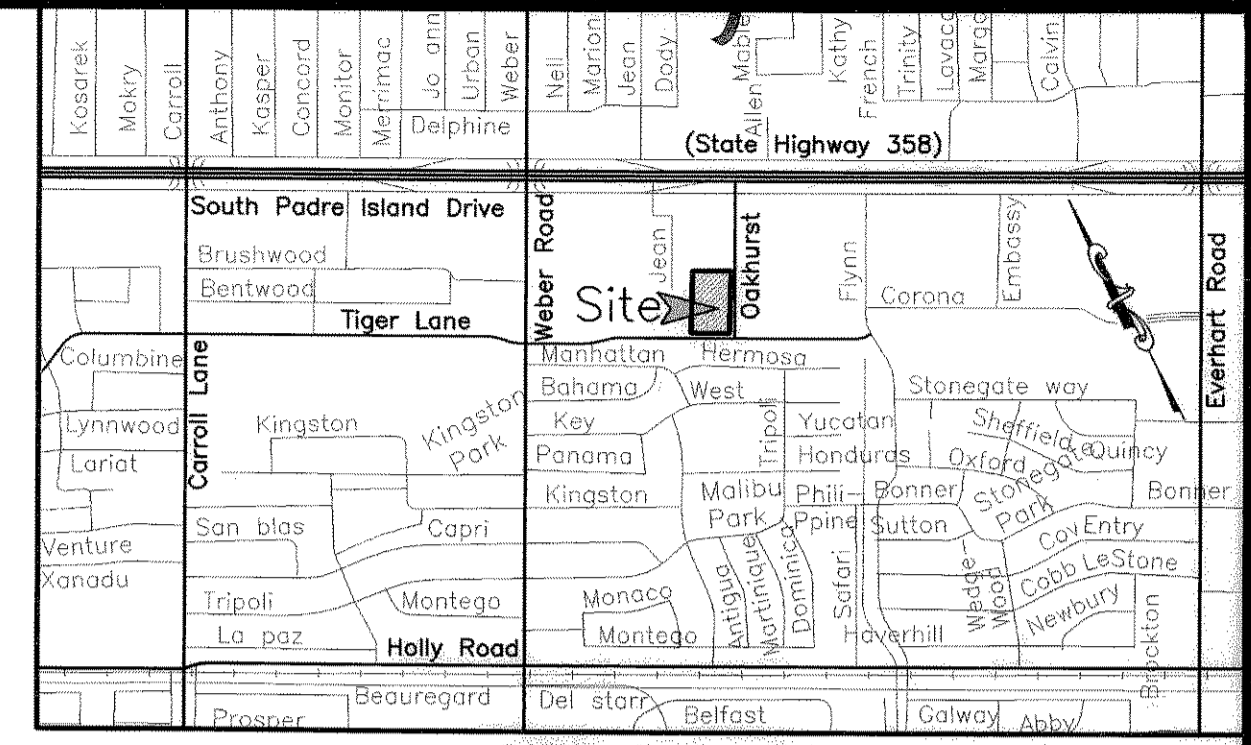 Kosarek
Mokry
Carroll
Anthony
Kasper
Concord
Monitor
Merrimac
Jo ann
Urban
Weber
Delphine
Nell
Marion
Jean
Dody
Allen
Mable
Kathy
French
Trinity
Lavaca
Margo
Calvin
(State Highway 358)
South Padre Island Drive
Brushwood
Bentwood
Tiger Lane
Weber Road
Jean
Site
Oakhurst
Flynn
Corona
Embassy
Everhart Road
Columbine
Lynnwood
Lariat
Venture
Xanadu
Carroll Lane
Kingston
Kingston
Park
San blas
Capri
Tripoli
Montego
La paz
Holly Road
Manhattan
Hermosa
Bahama
West
Key
Panama
Kingston
Tripoli
Malibu
Park
Yucatan
Hondurds
Phili-
Ppine
Stonegate way
Sheffield
Oxford
Quincy
Stonegate
Park
Bonner
Bonner
Sutton
Cov Entry
Cobb LeStone
Wedge-
Wood
Newbury
Monaco
Montego
Antigua
Martinique
Dominica
Safari
Haverhill
Brockton
Beauregard
Prosper
Del starr
Belfast
Galway
Abby